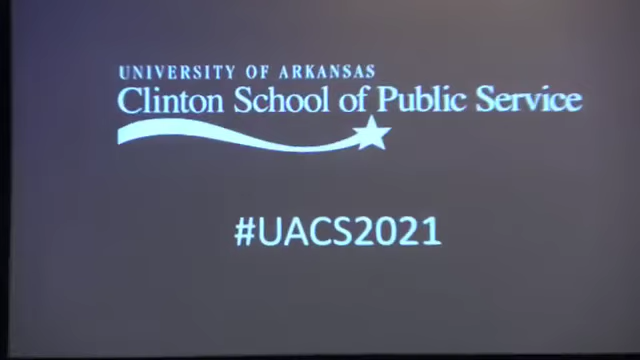 UNIVERSITY OF ARKANSAS
Clinton School of Public Service
#UACS2021